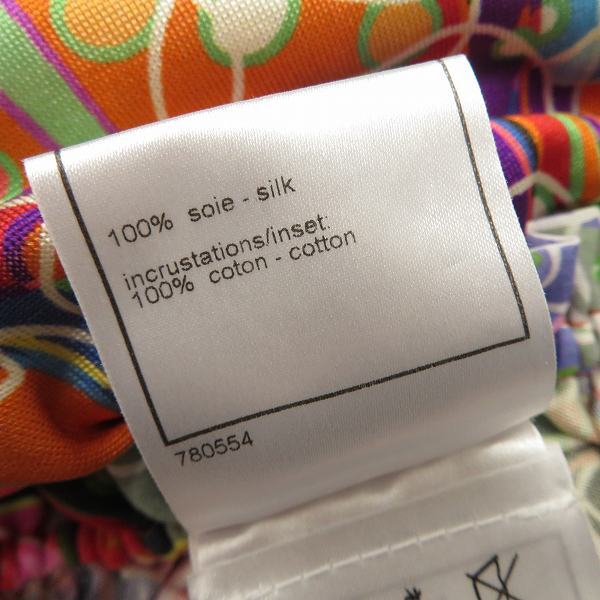 100% soie - silk
incrustations/inset:
100% coton - cotton
780554